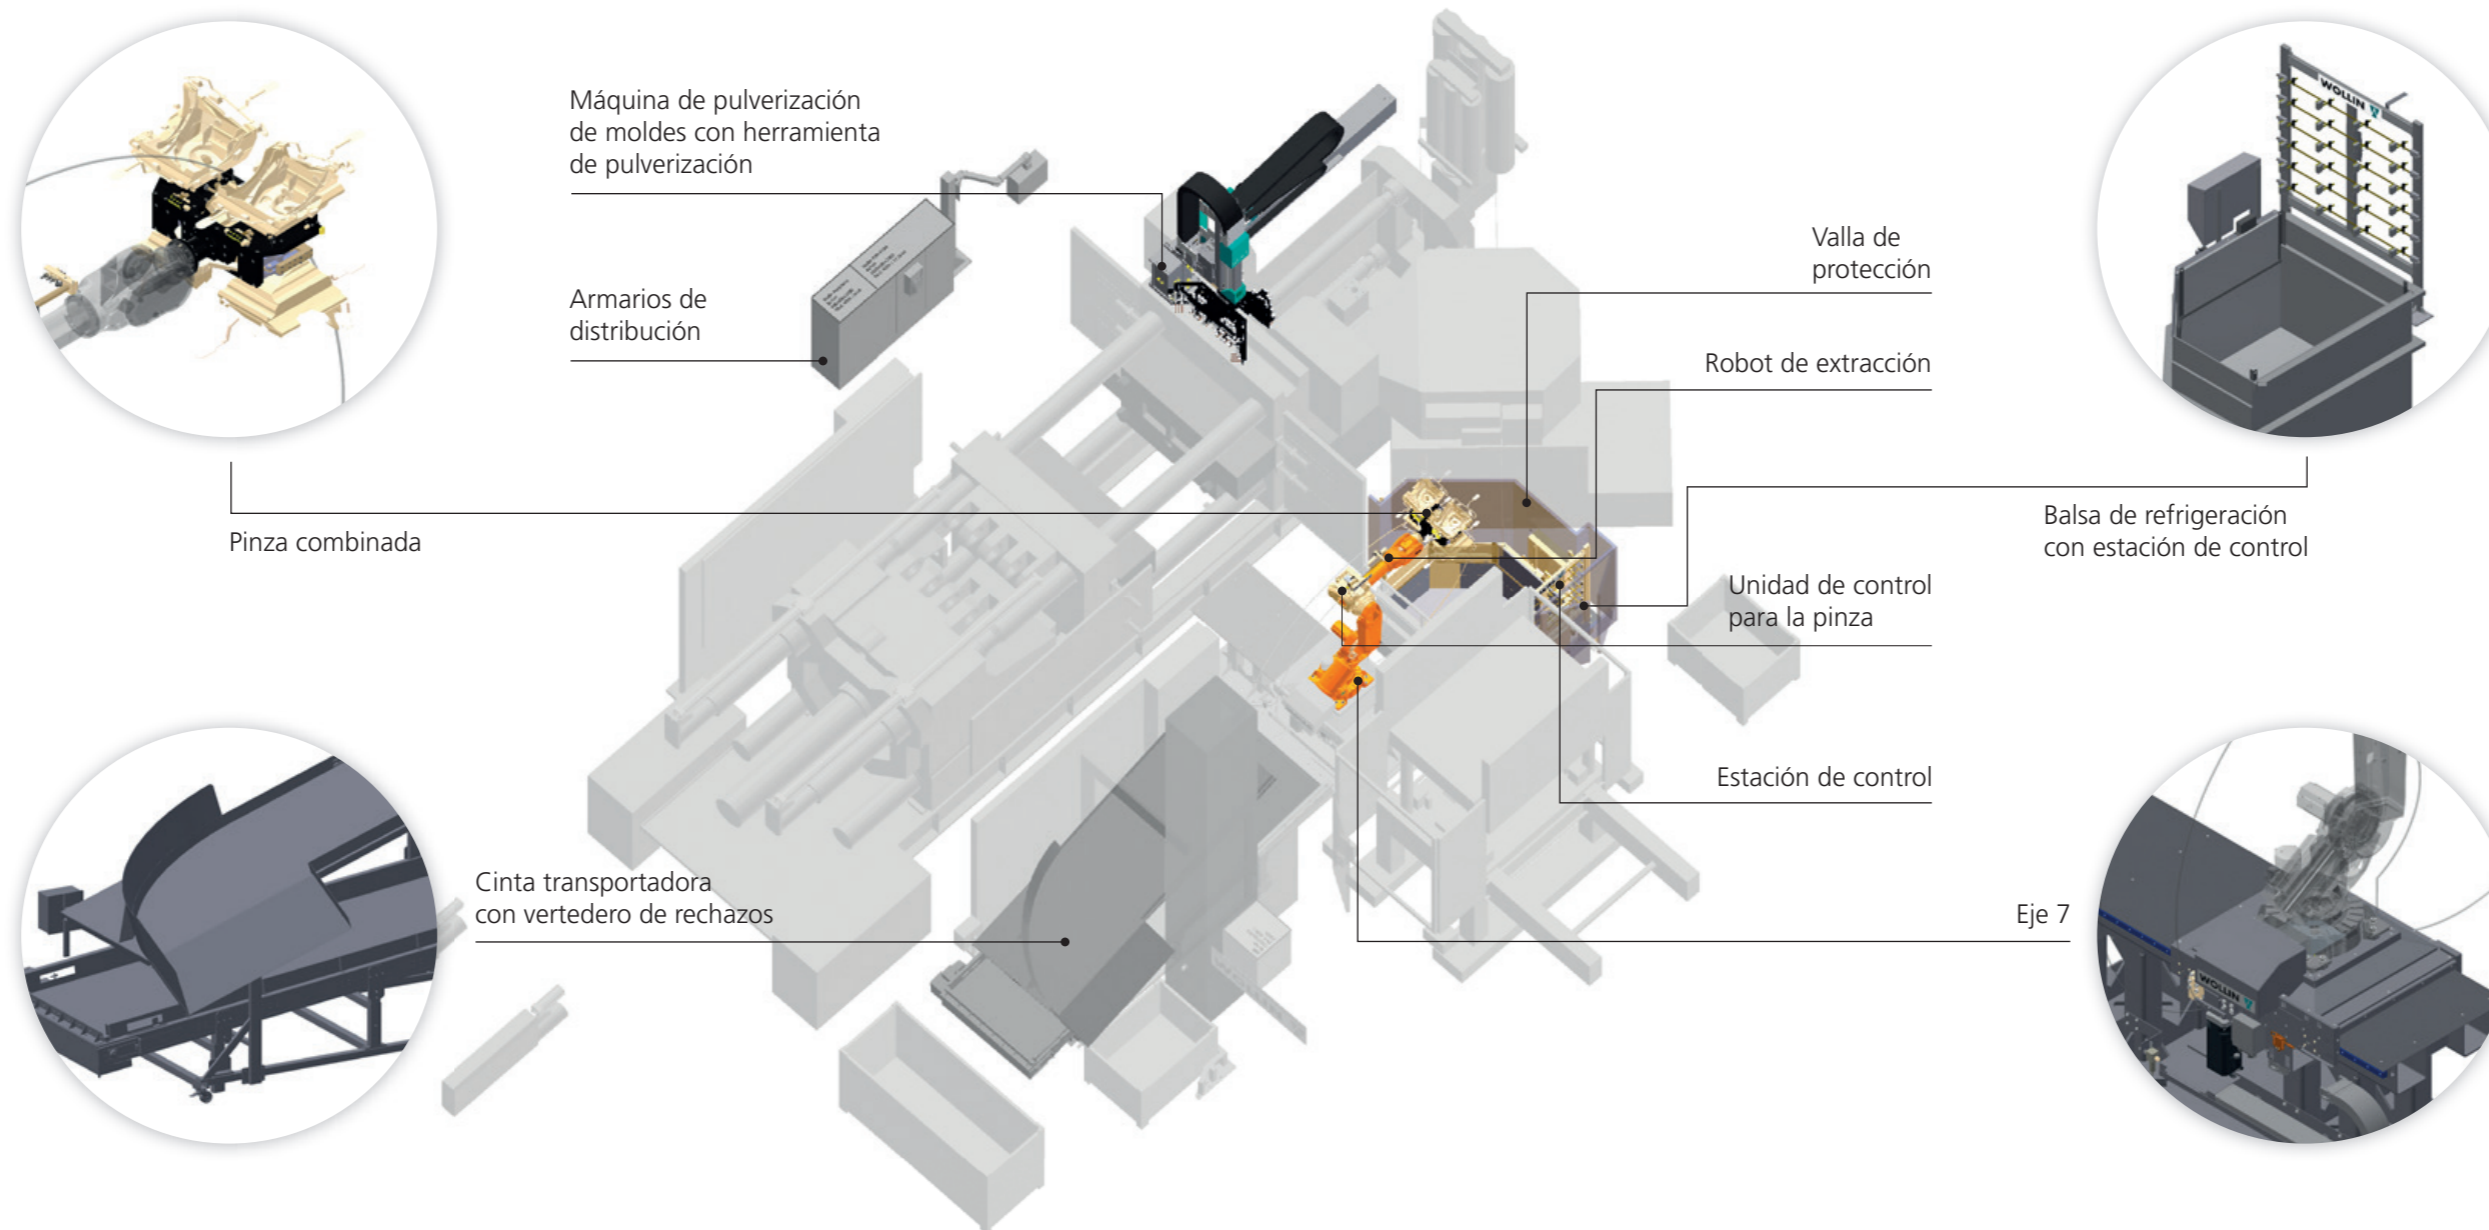 Máquina de pulverización
de moldes con herramienta
de pulverización
Armarios de
distribución
Pinza combinada
Cinta transportadora
con vertedero de rechazos
WOLLIN
Valla de
protección
Robot de extracción
Balsa de refrigeración
con estación de control
Unidad de control
para la pinza
Estación de control
Eje 7
WOLLIN